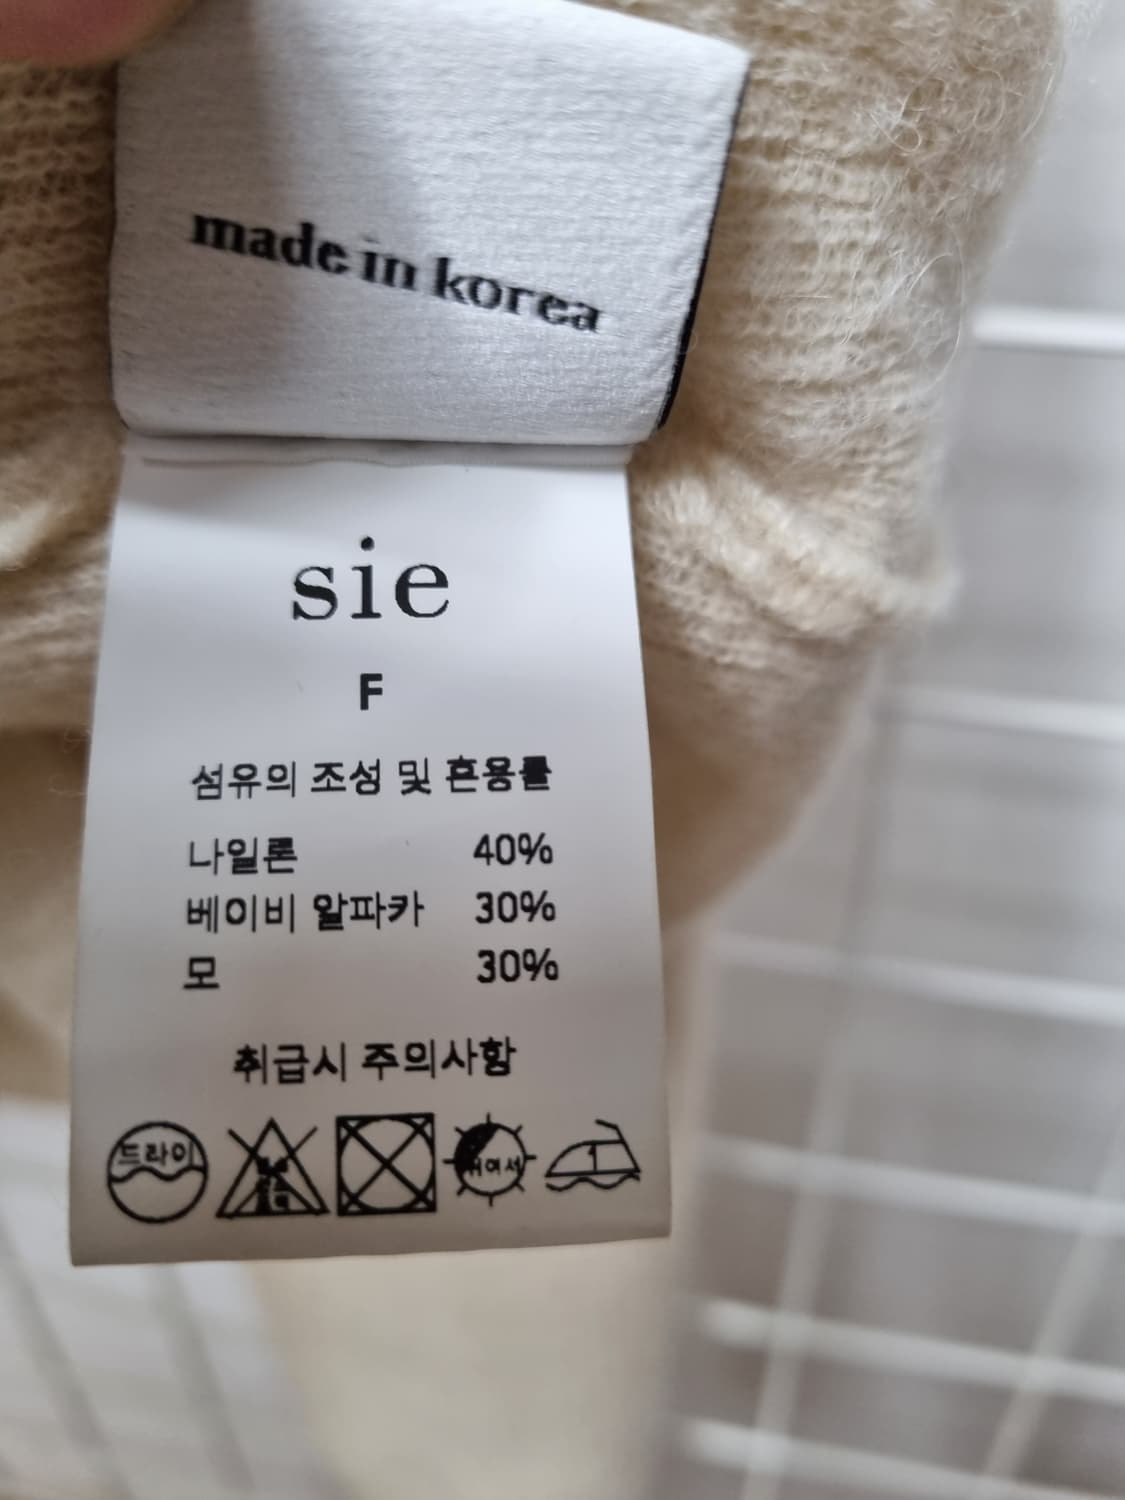 made in korea
sie
F
섬유의 조성 및 혼용률
나일론 40%
베이비 알파카 30%
모 30%
취급시 주의사항
드라이
1